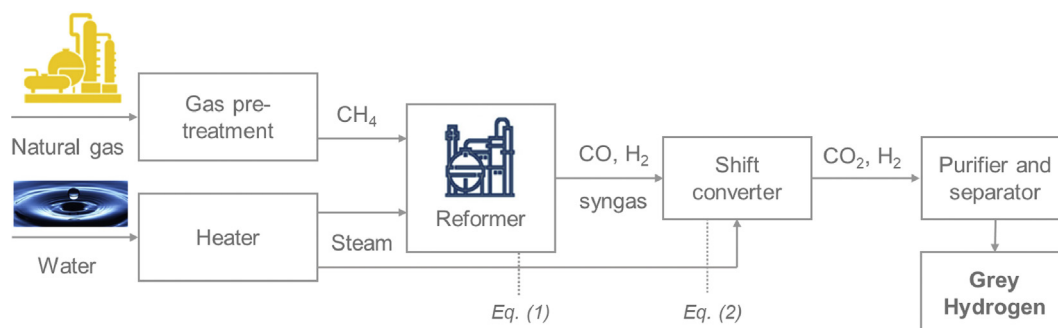 Natural gas
Gas pre-
treatment
CH₄
Water
Heater
Steam
Reformer
Eq. (1)
CO, H₂
syngas
Shift
converter
Eq. (2)
CO₂, H₂
Purifier and
separator
Grey
Hydrogen